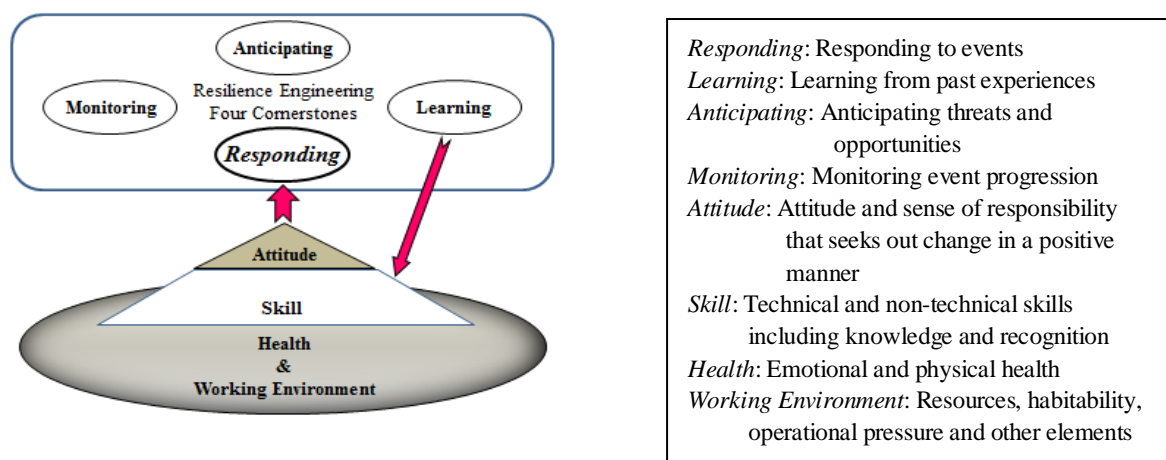 Anticipating
Resilience Engineering
Four Cornerstones
Monitoring
Learning
Responding
Attitude
Skill
Health
&
Working Environment
Responding: Responding to events
Learning: Learning from past experiences
Anticipating: Anticipating threats and
opportunities
Monitoring: Monitoring event progression
Attitude: Attitude and sense of responsibility
that seeks out change in a positive
manner
Skill: Technical and non-technical skills
including knowledge and recognition
Health: Emotional and physical health
Working Environment: Resources, habitability,
operational pressure and other elements